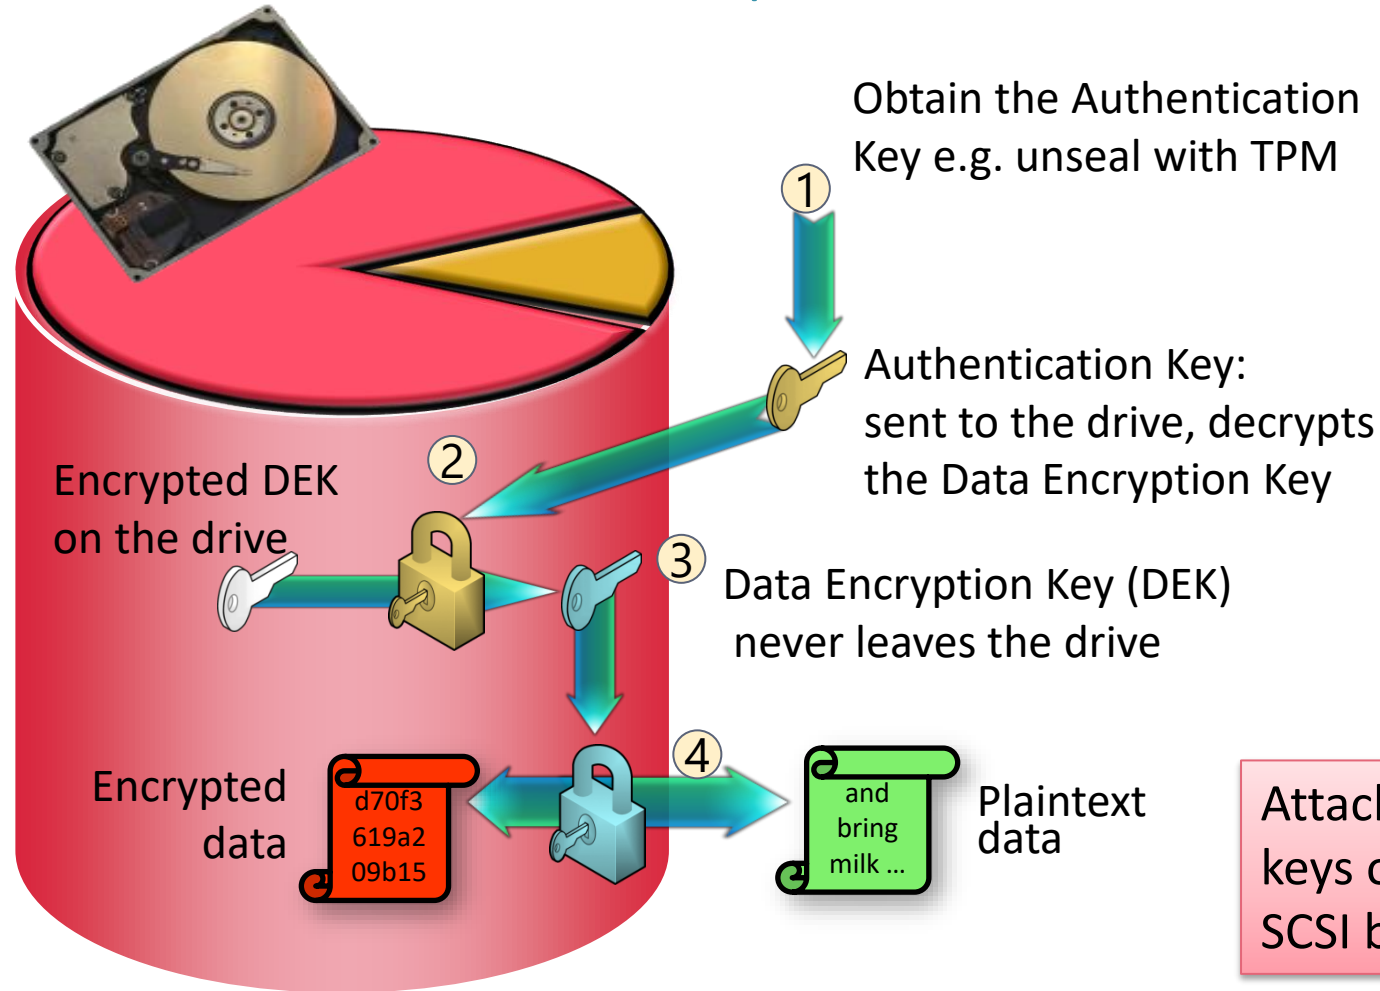 Obtain the Authentication
Key e.g. unseal with TPM
1
Authentication Key:
sent to the drive, decrypts
the Data Encryption Key
2
Encrypted DEK
on the drive
3
Data Encryption Key (DEK)
never leaves the drive
4
Encrypted
data
d70f3
619a2
09b15
and
bring
milk ...
Plaintext
data
keys
SCSI